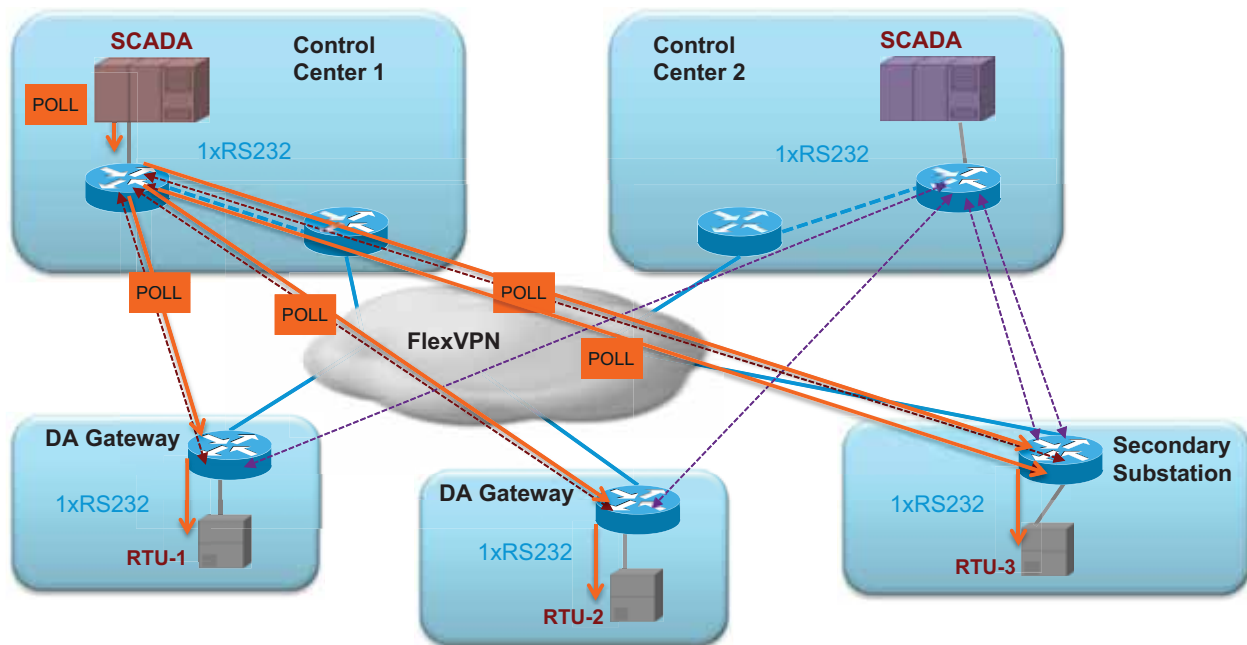 SCADA
Control
Center 1
POLL
1xRS232
Control
Center 2
SCADA
1xRS232
POLL
POLL
POLL
POLL
FlexVPN
DA Gateway
1xRS232
RTU-1
DA Gateway
1xRS232
RTU-2
Secondary
Substation
1xRS232
RTU-3